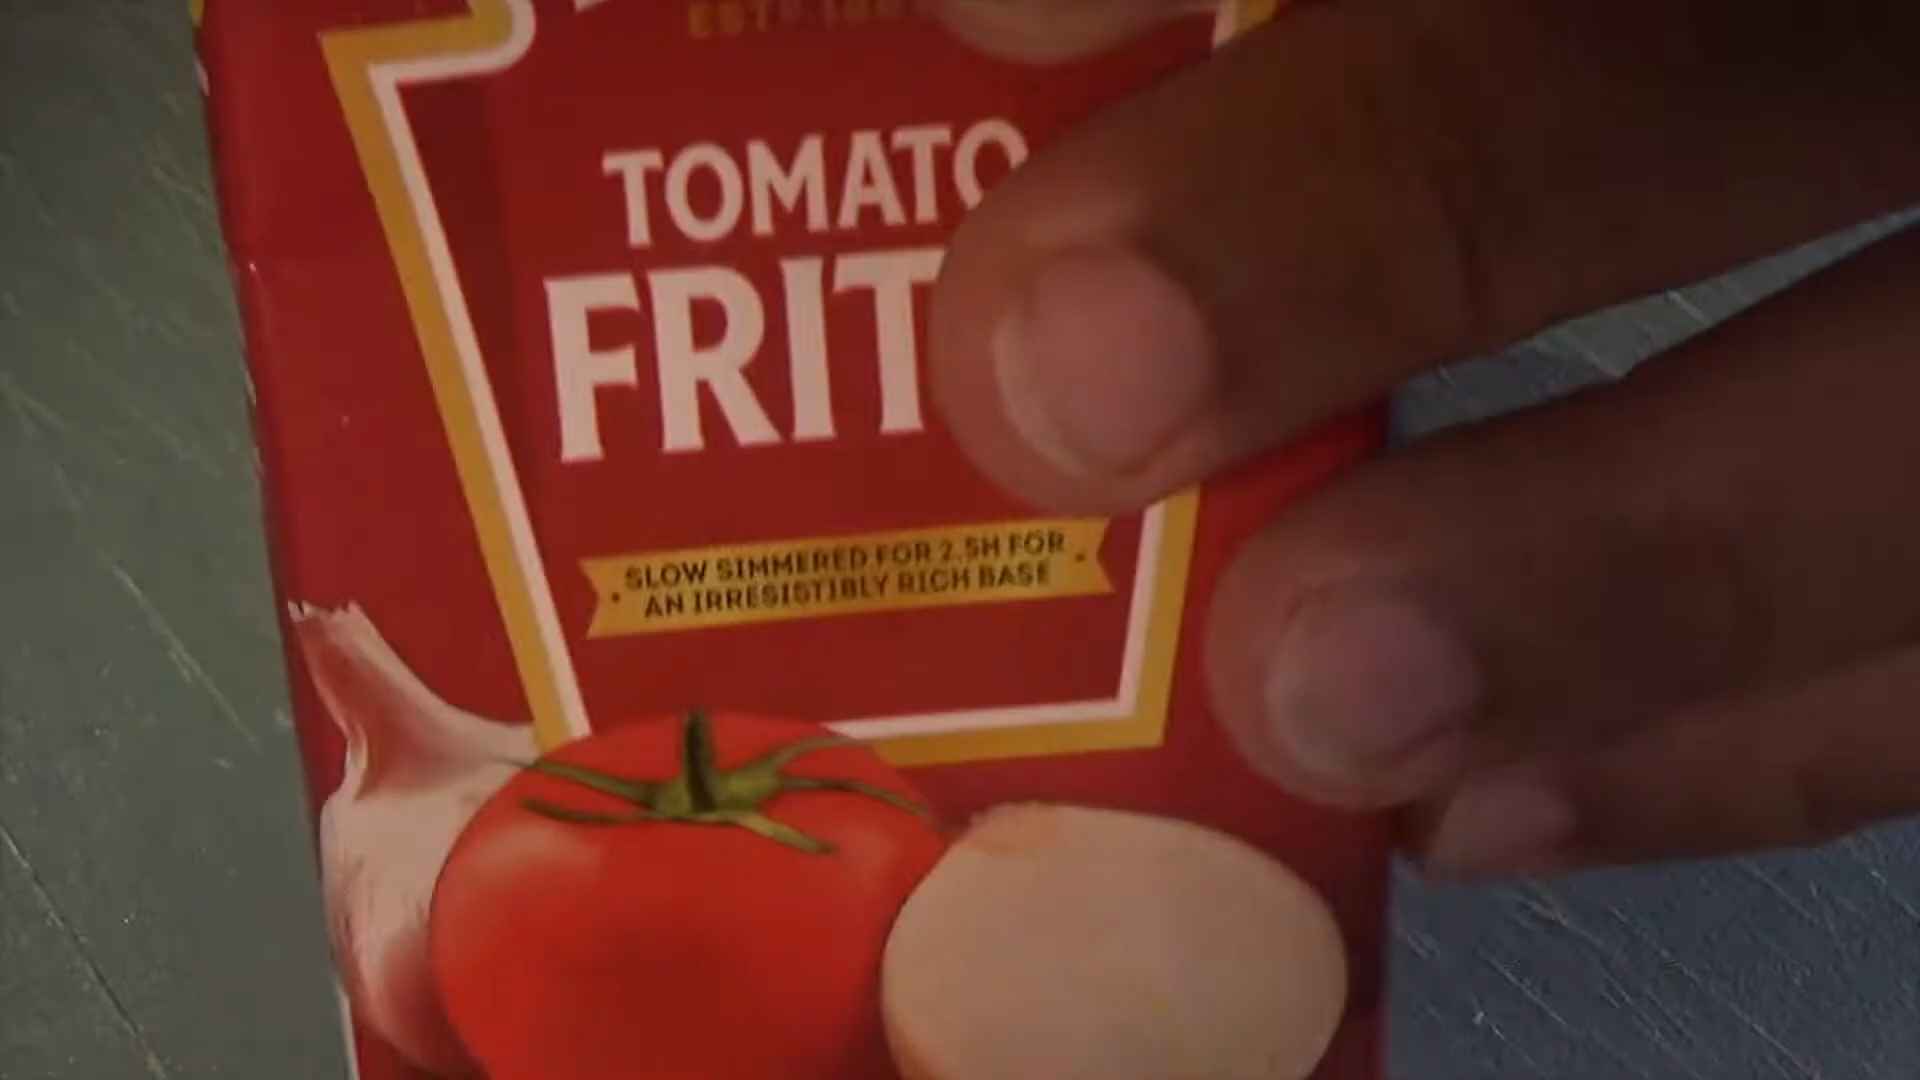 TOMATO
FRIT
SLOW SIMMERED FOR 2.5H FOR
AN IRRESISTIBLY RICH BASE